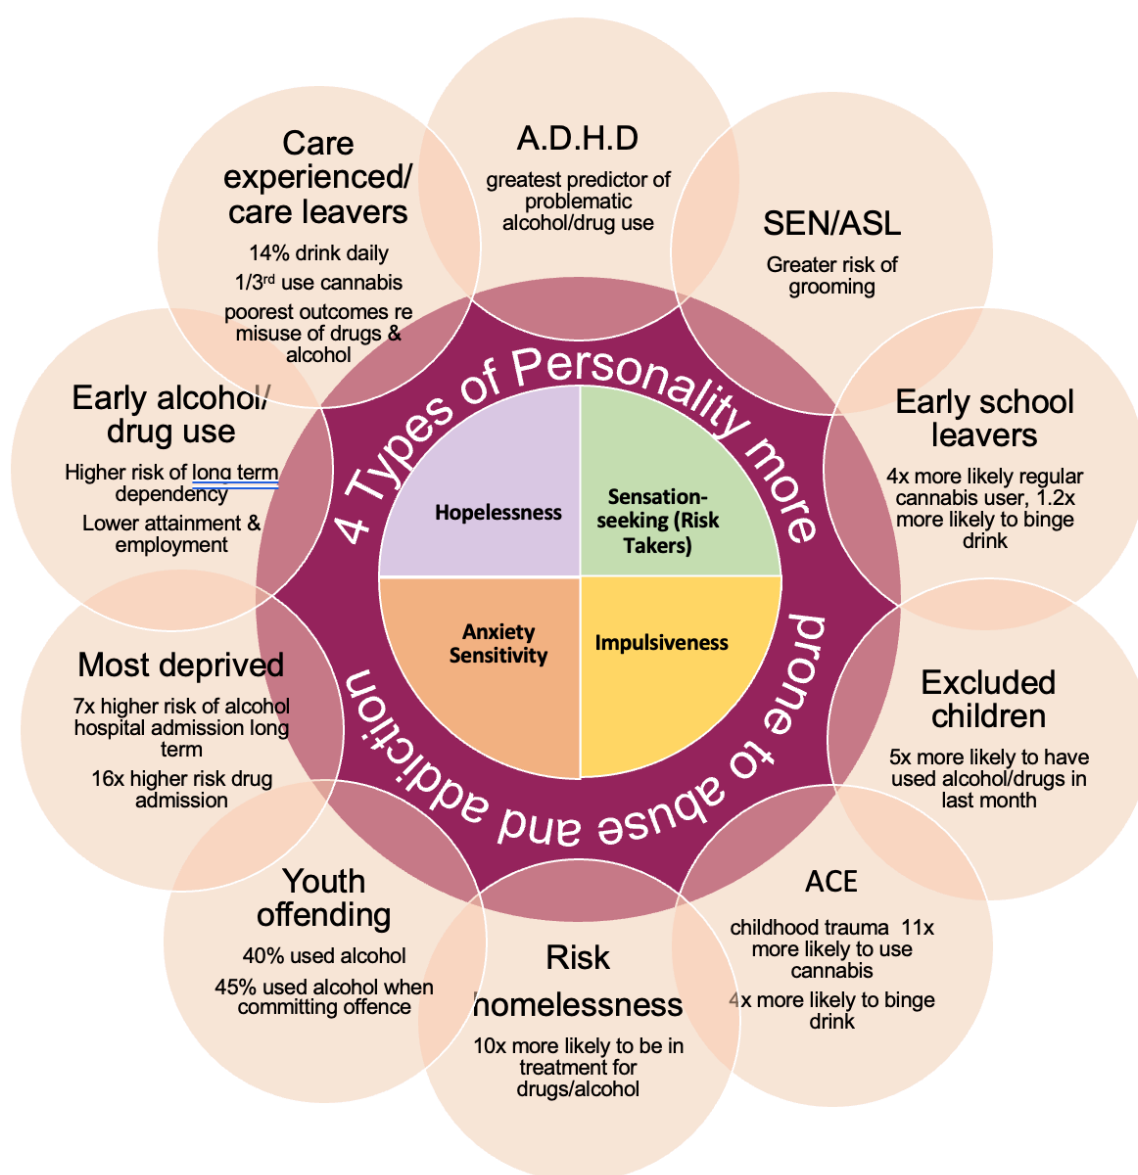 A.D.H.D
greatest predictor of
problematic
alcohol/drug use
SEN/ASL
Greater risk of
grooming
Early school
leavers
4x more likely regular
cannabis user, 1.2x
more likely to binge
drink
Excluded
children
5x more likely to have
used alcohol/drugs in
last month
ACE
childhood trauma  11x
more likely to use
cannabis
4x more likely to binge
drink
Risk
homelessness
10x more likely to be in
treatment for
drugs/alcohol
Youth
offending
40% used alcohol
45% used alcohol when
committing offence
Most deprived
7x higher risk of alcohol
hospital admission long
term
16x higher risk drug
admission
Early alcohol/
drug use
Higher risk of long term
dependency
Lower attainment &
employment
Care
experienced/
care leavers
14% drink daily
1/3rd use cannabis
poorest outcomes re
misuse of drugs &
alcohol
4 Types of Personality more
prone to abuse and addiction
Hopelessness
Sensation-
seeking (Risk
Takers)
Anxiety
Sensitivity
Impulsiveness